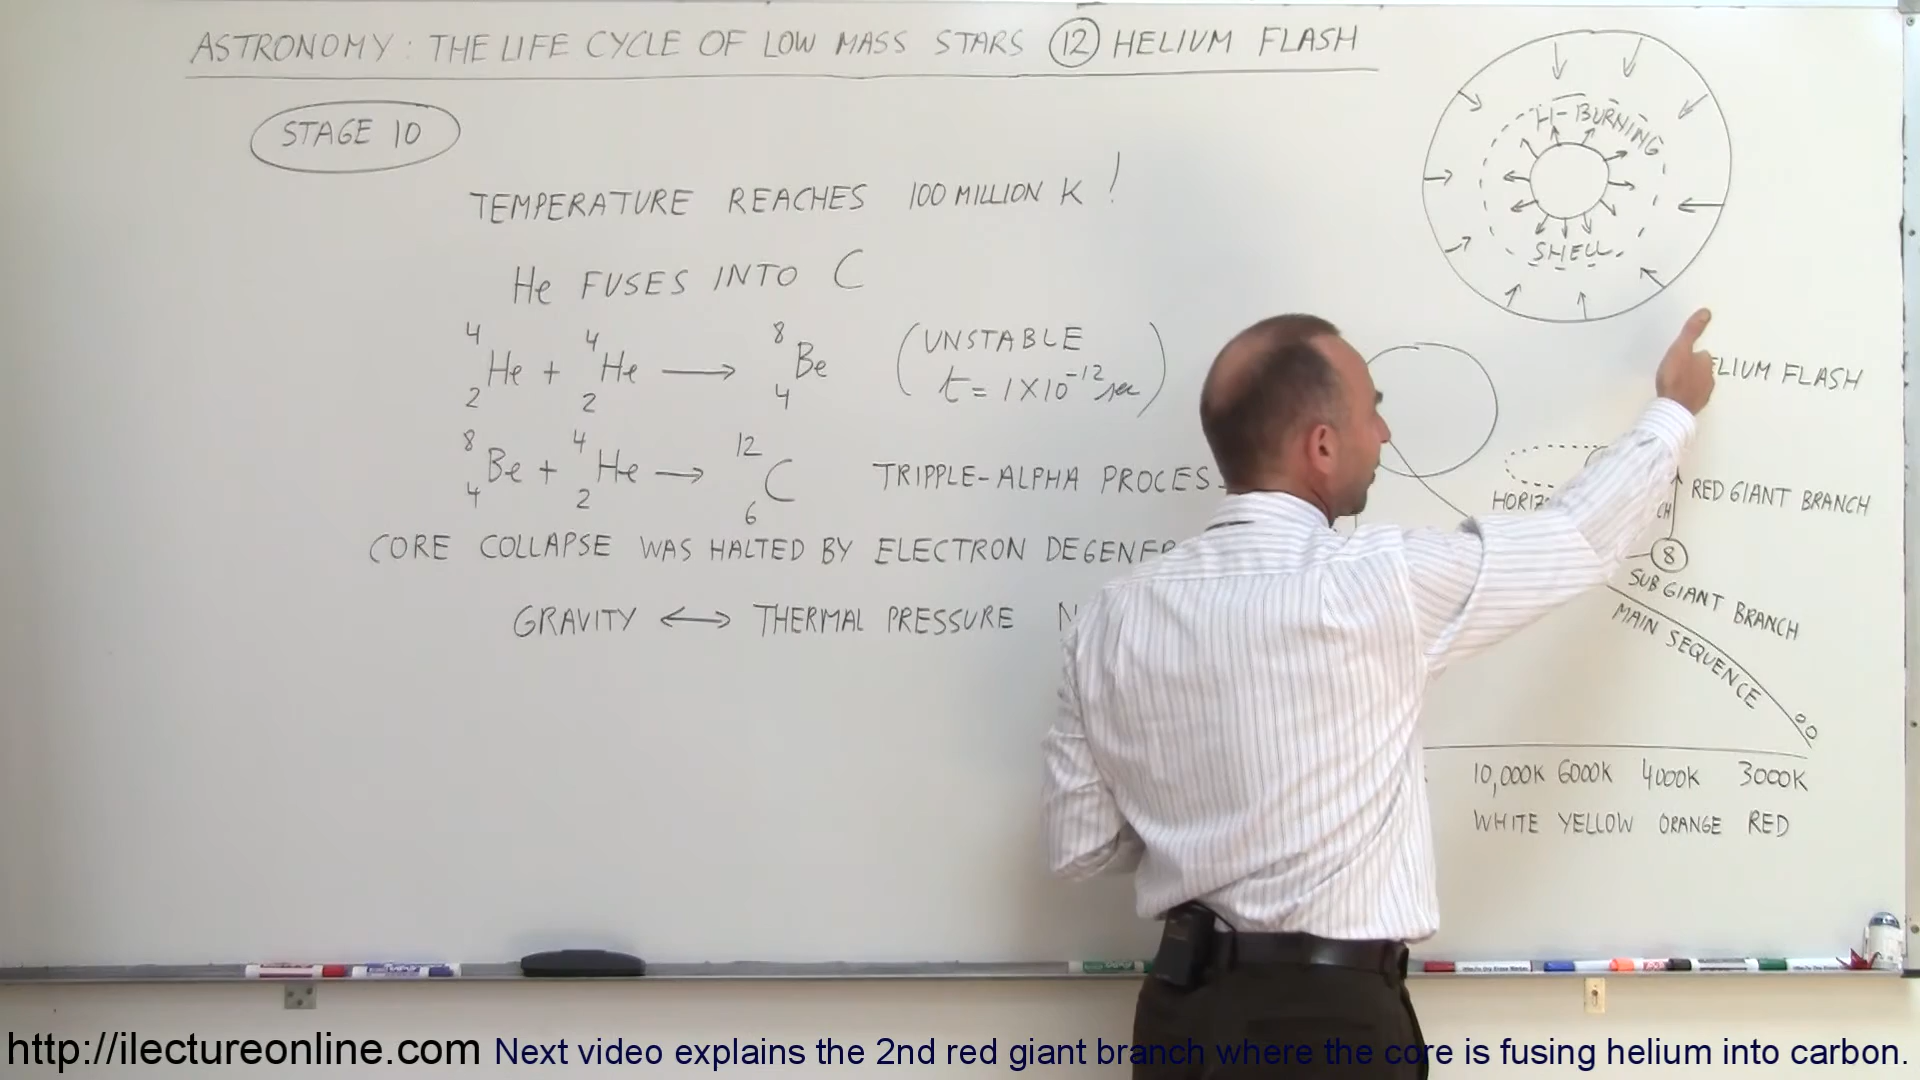 ASTRONOMY: THE LIFE CYCLE OF LOW MASS STARS 12 HELIUM FLASH
STAGE 10
TEMPERATURE REACHES 100 MILLION K!
He FUSES INTO C
4 2 He + 4 2 He → 8 4 Be (UNSTABLE t = 1X10^-12 sec)
8 4 Be + 4 2 He → 12 6 C TRIPPLE-ALPHA PROCES
CORE COLLAPSE WAS HALTED BY ELECTRON DEGENER
GRAVITY ↔ THERMAL PRESSURE N
H-BURNING
SHELL
ELIUM FLASH
HORIZ
CH
RED GIANT BRANCH
8
SUB GIANT BRANCH
MAIN SEQUENCE
10,000K 6000K 4000K 3000K
WHITE YELLOW ORANGE RED
http://ilectureonline.com Next video explains the 2nd red giant branch where the core is fusing helium into carbon.